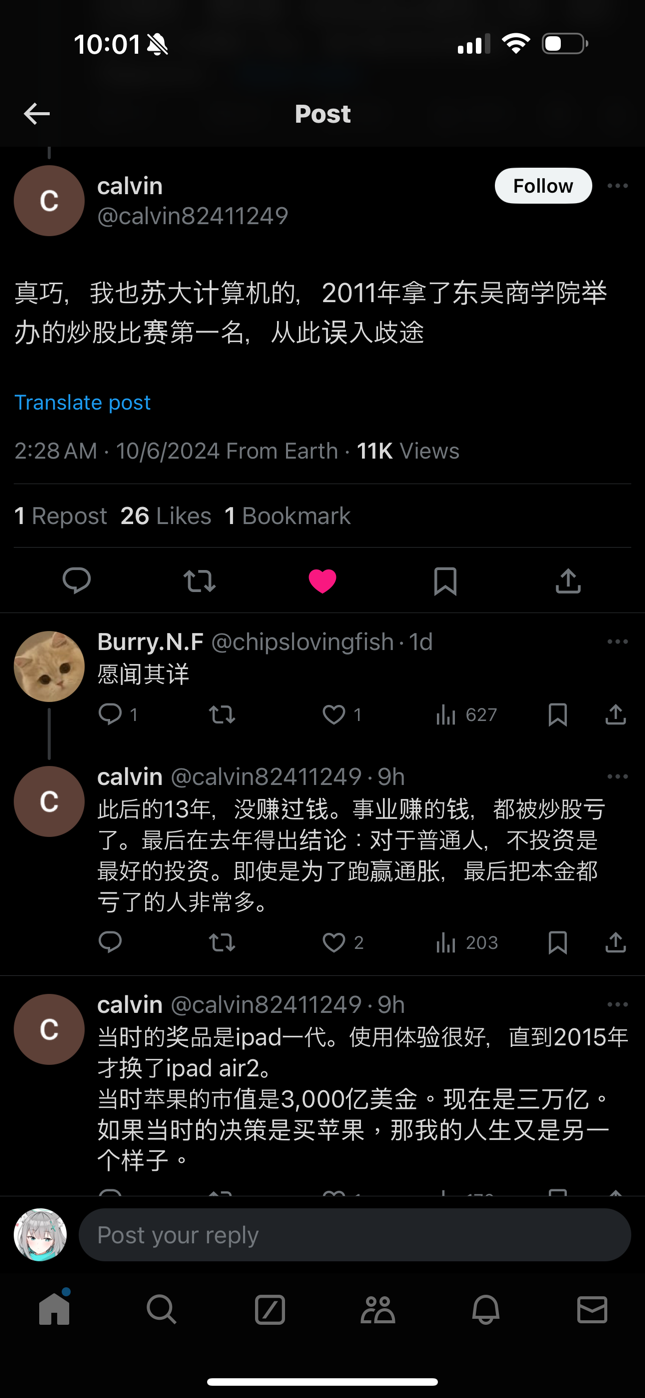 10:01
Post
C
calvin
@calvin82411249
Follow
真巧，我也苏大计算机的，2011年拿了东吴商学院举
办的炒股比赛第一名，从此误入歧途
Translate post
2:28 AM · 10/6/2024 From Earth · 11K Views
1 Repost 26 Likes 1 Bookmark
Burry.N.F @chipslovingfish · 1d
愿闻其详
1 1 627
C
calvin @calvin82411249 · 9h
此后的13年，没赚过钱。事业赚的钱，都被炒股亏
了。最后在去年得出结论：对于普通人，不投资是
最好的投资。即使是为了跑赢通胀，最后把本金都
亏了的人非常多。
2 203
C
calvin @calvin82411249 · 9h
当时的奖品是ipad一代。使用体验很好，直到2015年
才换了ipad air2。
当时苹果的市值是3,000亿美金。现在是三万亿。
如果当时的决策是买苹果，那我的人生又是另一
个样子。
Post your reply